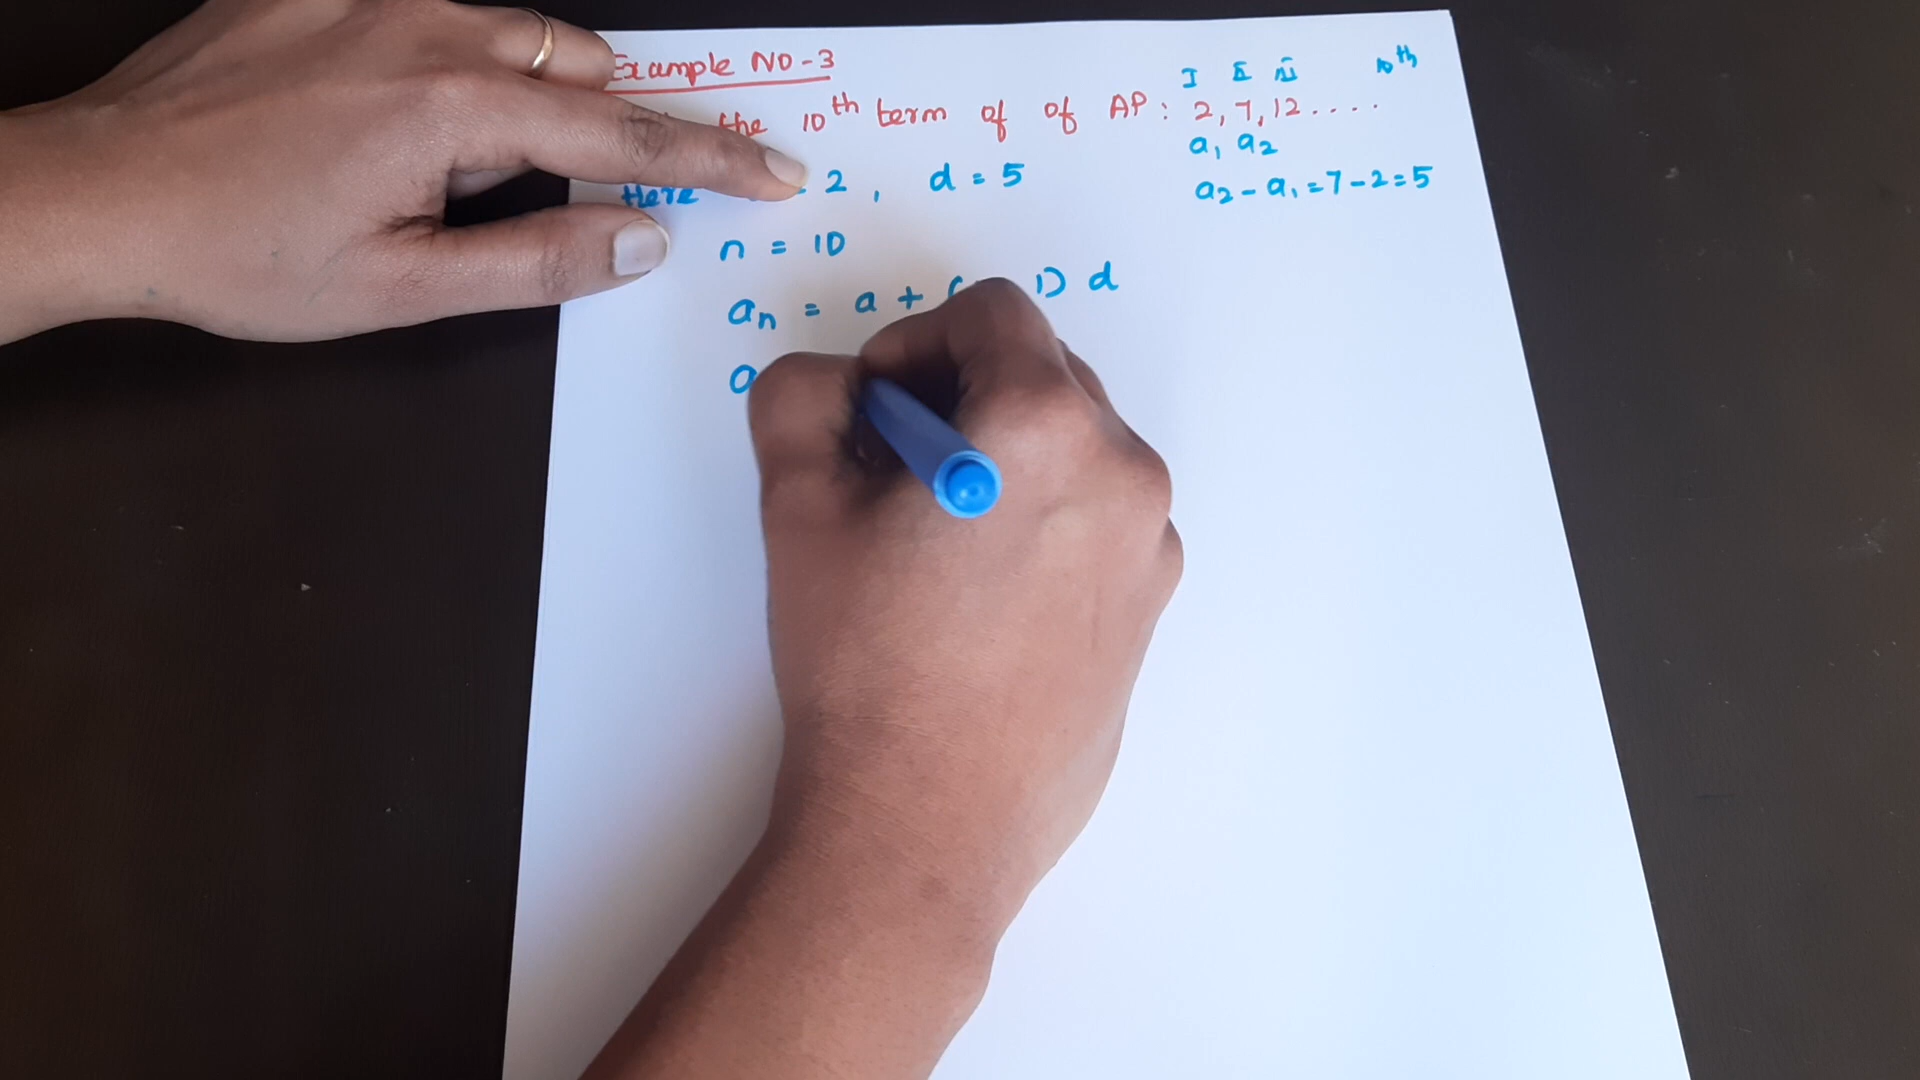 Example NO-3
I II III 10th
the 10th term of of AP: 2, 7, 12....
a1 a2
Here = 2, d = 5
a2 - a1 = 7 - 2 = 5
n = 10
an = a + ( 1) d
a